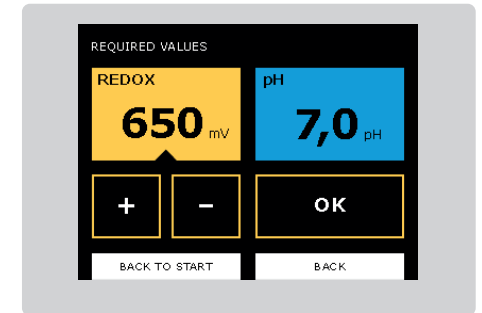 REQUIRED VALUES
REDOX
650 mV
pH
7,0 pH
+
–
OK
BACK TO START
BACK